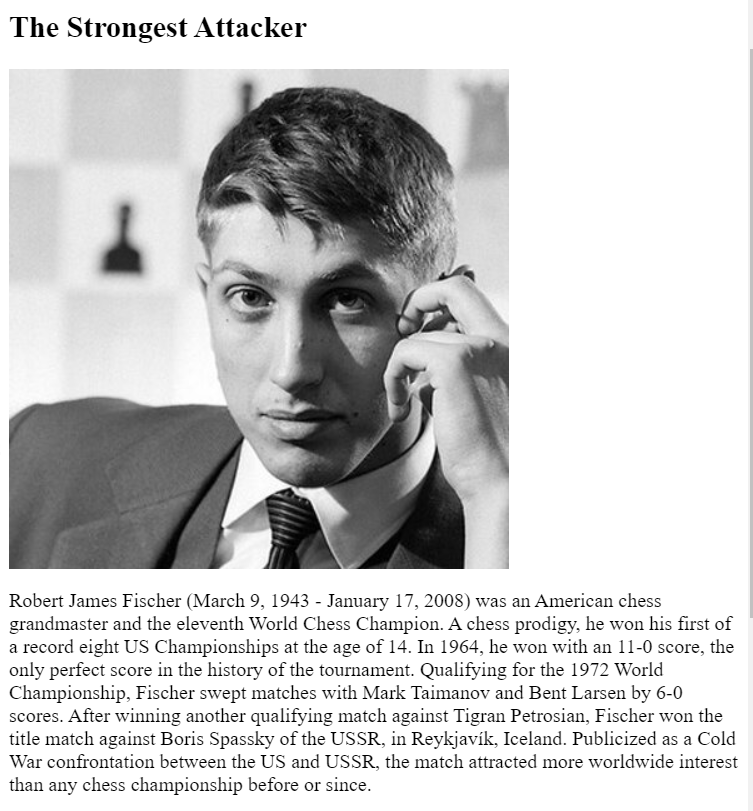 The Strongest Attacker
Robert James Fischer (March 9, 1943 - January 17, 2008) was an American chess
grandmaster and the eleventh World Chess Champion. A chess prodigy, he won his first of
a record eight US Championships at the age of 14. In 1964, he won with an 11-0 score, the
only perfect score in the history of the tournament. Qualifying for the 1972 World
Championship, Fischer swept matches with Mark Taimanov and Bent Larsen by 6-0
scores. After winning another qualifying match against Tigran Petrosian, Fischer won the
title match against Boris Spassky of the USSR, in Reykjavík, Iceland. Publicized as a Cold
War confrontation between the US and USSR, the match attracted more worldwide interest
than any chess championship before or since.